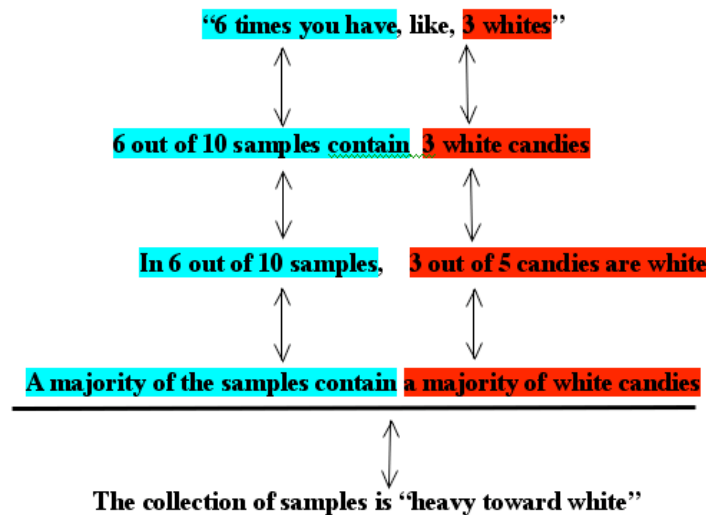 “6 times you have, like, 3 whites”
6 out of 10 samples contain 3 white candies
In 6 out of 10 samples, 3 out of 5 candies are white
A majority of the samples contain a majority of white candies
The collection of samples is “heavy toward white”